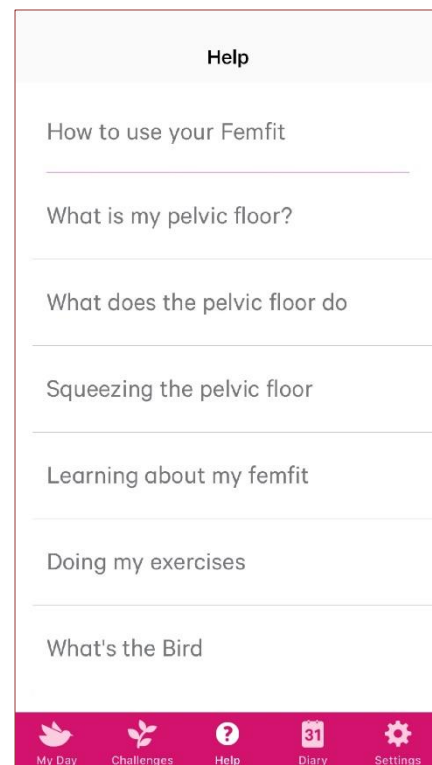 Help
How to use your Femfit
What is my pelvic floor?
What does the pelvic floor do
Squeezing the pelvic floor
Learning about my femfit
Doing my exercises
What's the Bird
?
31
My Day Challenges Help Diary Settings